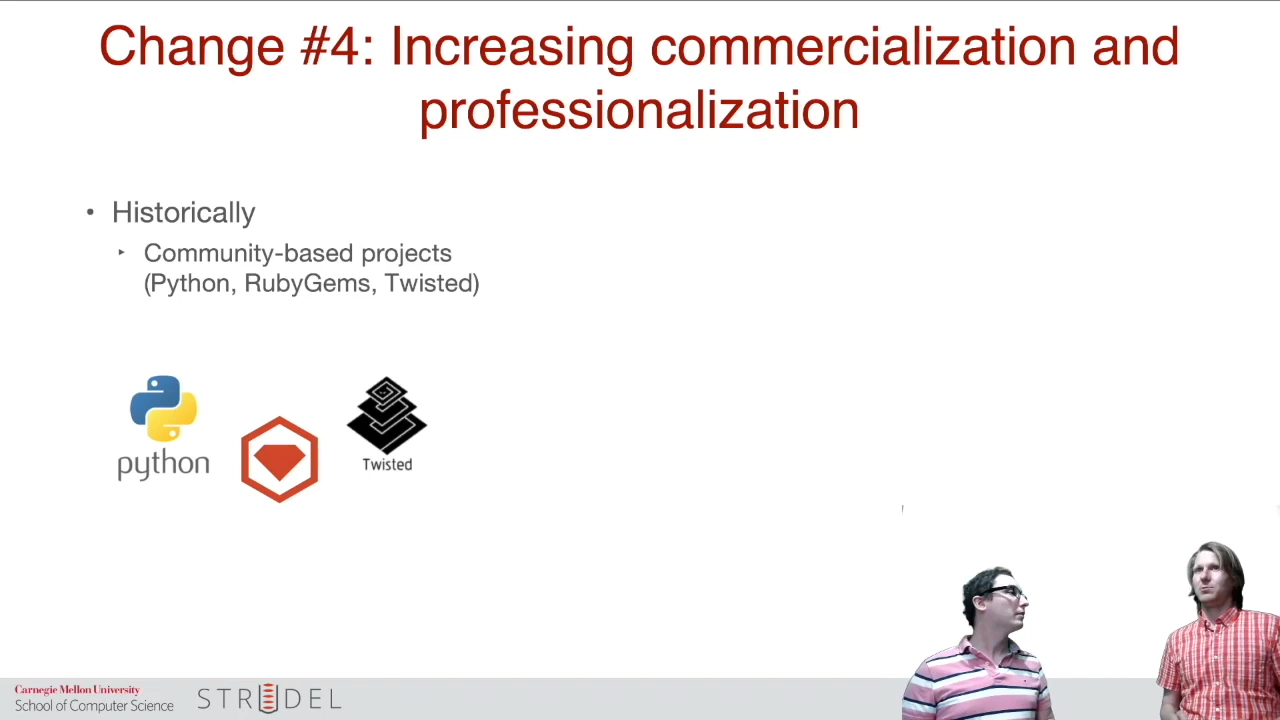 Change #4: Increasing commercialization and
professionalization
• Historically
‣ Community-based projects
(Python, RubyGems, Twisted)
python
Twisted
Carnegie Mellon University
School of Computer Science
STRUDEL